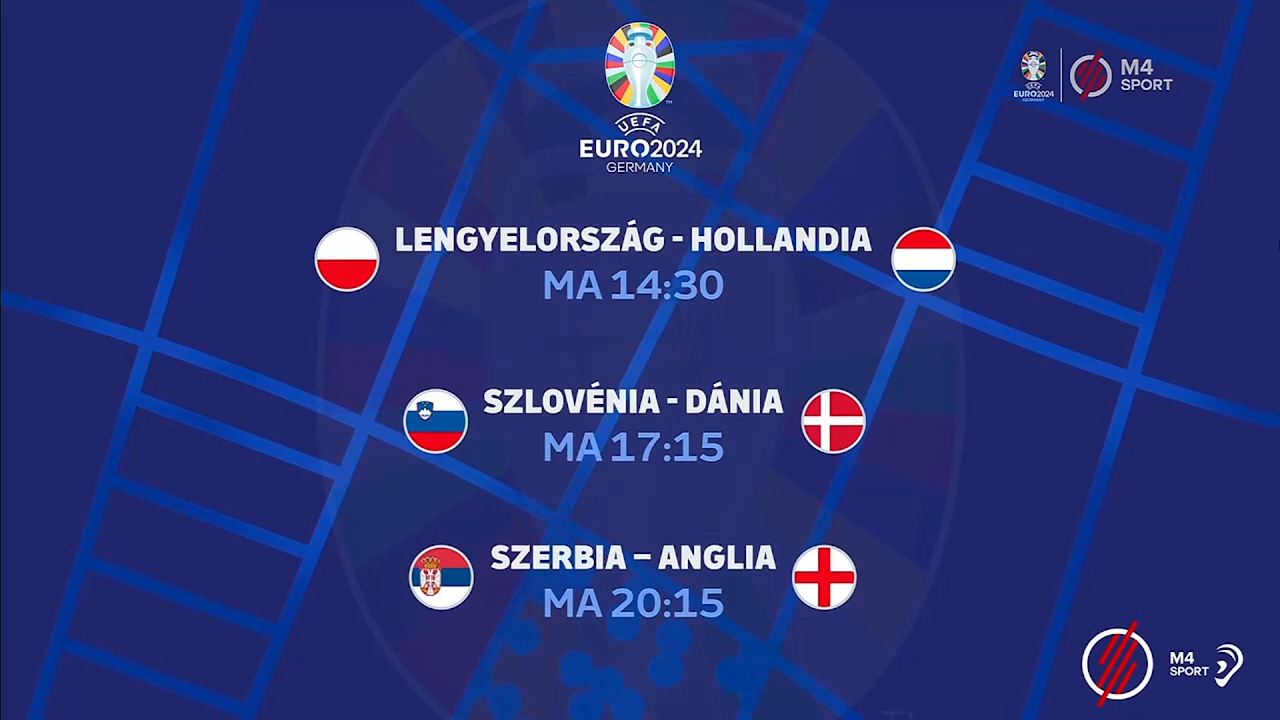 UEFA
EURO2024
GERMANY
EURO2024
GERMANY
M4
SPORT
LENGYELORSZÁG - HOLLANDIA
MA 14:30
SZLOVÉNIA - DÁNIA
MA 17:15
SZERBIA – ANGLIA
MA 20:15
M4
SPORT